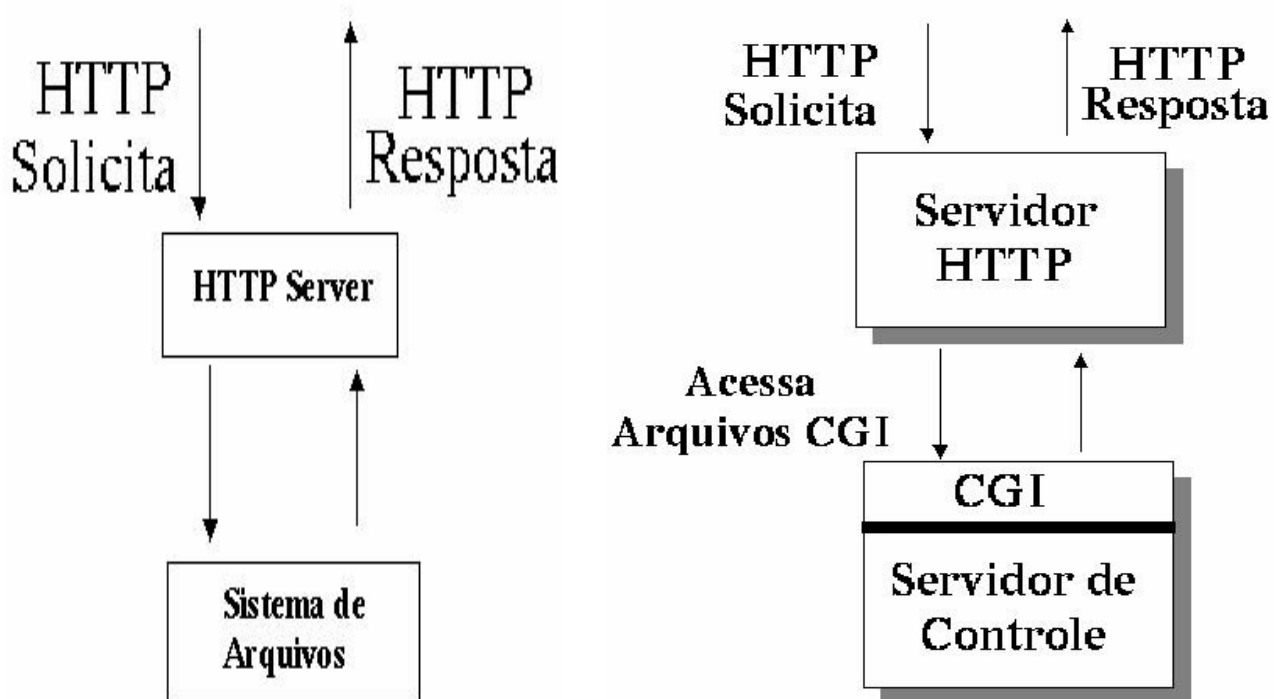 HTTP
Solicita
HTTP
Resposta
HTTP Server
Sistema de
Arquivos
HTTP
Solicita
HTTP
Resposta
Servidor
HTTP
Acessa
Arquivos CGI
CGI
Servidor de
Controle